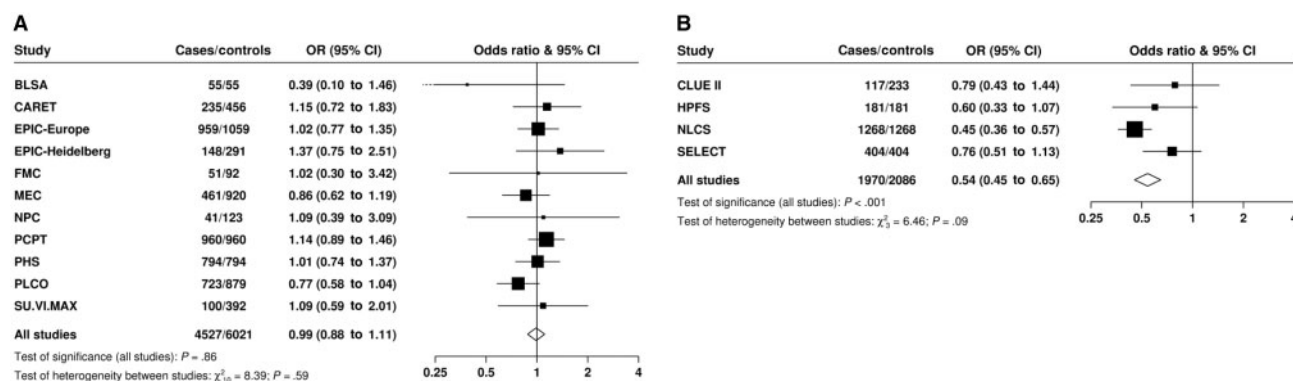 A
Study Cases/controls OR (95% CI) Odds ratio & 95% CI
BLSA 55/55 0.39 (0.10 to 1.46)
CARET 235/456 1.15 (0.72 to 1.83)
EPIC-Europe 959/1059 1.02 (0.77 to 1.35)
EPIC-Heidelberg 148/291 1.37 (0.75 to 2.51)
FMC 51/92 1.02 (0.30 to 3.42)
MEC 461/920 0.86 (0.62 to 1.19)
NPC 41/123 1.09 (0.39 to 3.09)
PCPT 960/960 1.14 (0.89 to 1.46)
PHS 794/794 1.01 (0.74 to 1.37)
PLCO 723/879 0.77 (0.58 to 1.04)
SU.VI.MAX 100/392 1.09 (0.59 to 2.01)
All studies 4527/6021 0.99 (0.88 to 1.11)
Test of significance (all studies): P = .86
Test of heterogeneity between studies: χ²₁₀ = 8.39; P = .59
0.25 0.5 1 2 4
B
Study Cases/controls OR (95% CI) Odds ratio & 95% CI
CLUE II 117/233 0.79 (0.43 to 1.44)
HPFS 181/181 0.60 (0.33 to 1.07)
NLCS 1268/1268 0.45 (0.36 to 0.57)
SELECT 404/404 0.76 (0.51 to 1.13)
All studies 1970/2086 0.54 (0.45 to 0.65)
Test of significance (all studies): P < .001
Test of heterogeneity between studies: χ²₃ = 6.46; P = .09
0.25 0.5 1 2 4